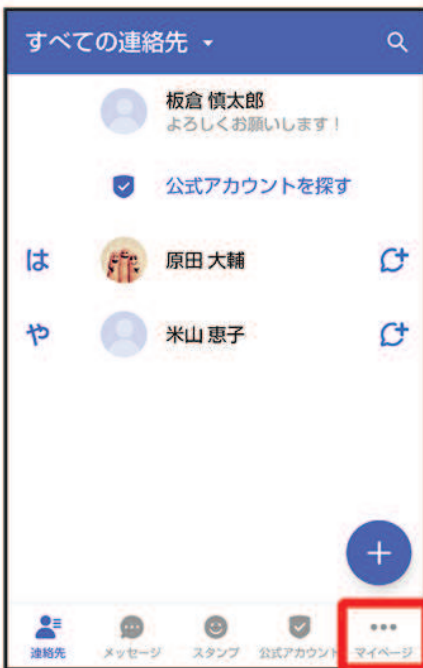 すべての連絡先
板倉 慎太郎
よろしくお願いします！
公式アカウントを探す
は
原田 大輔
や
米山 恵子
連絡先
メッセージ
スタンプ
公式アカウント
マイページ